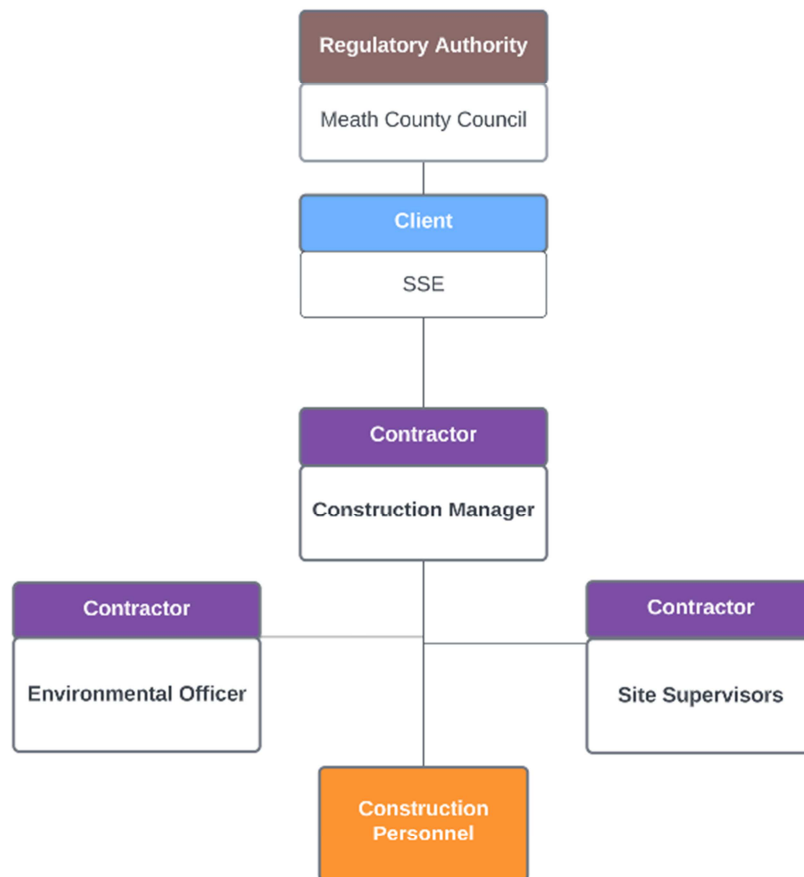 Regulatory Authority
Meath County Council
Client
SSE
Contractor
Construction Manager
Contractor
Environmental Officer
Contractor
Site Supervisors
Construction
Personnel